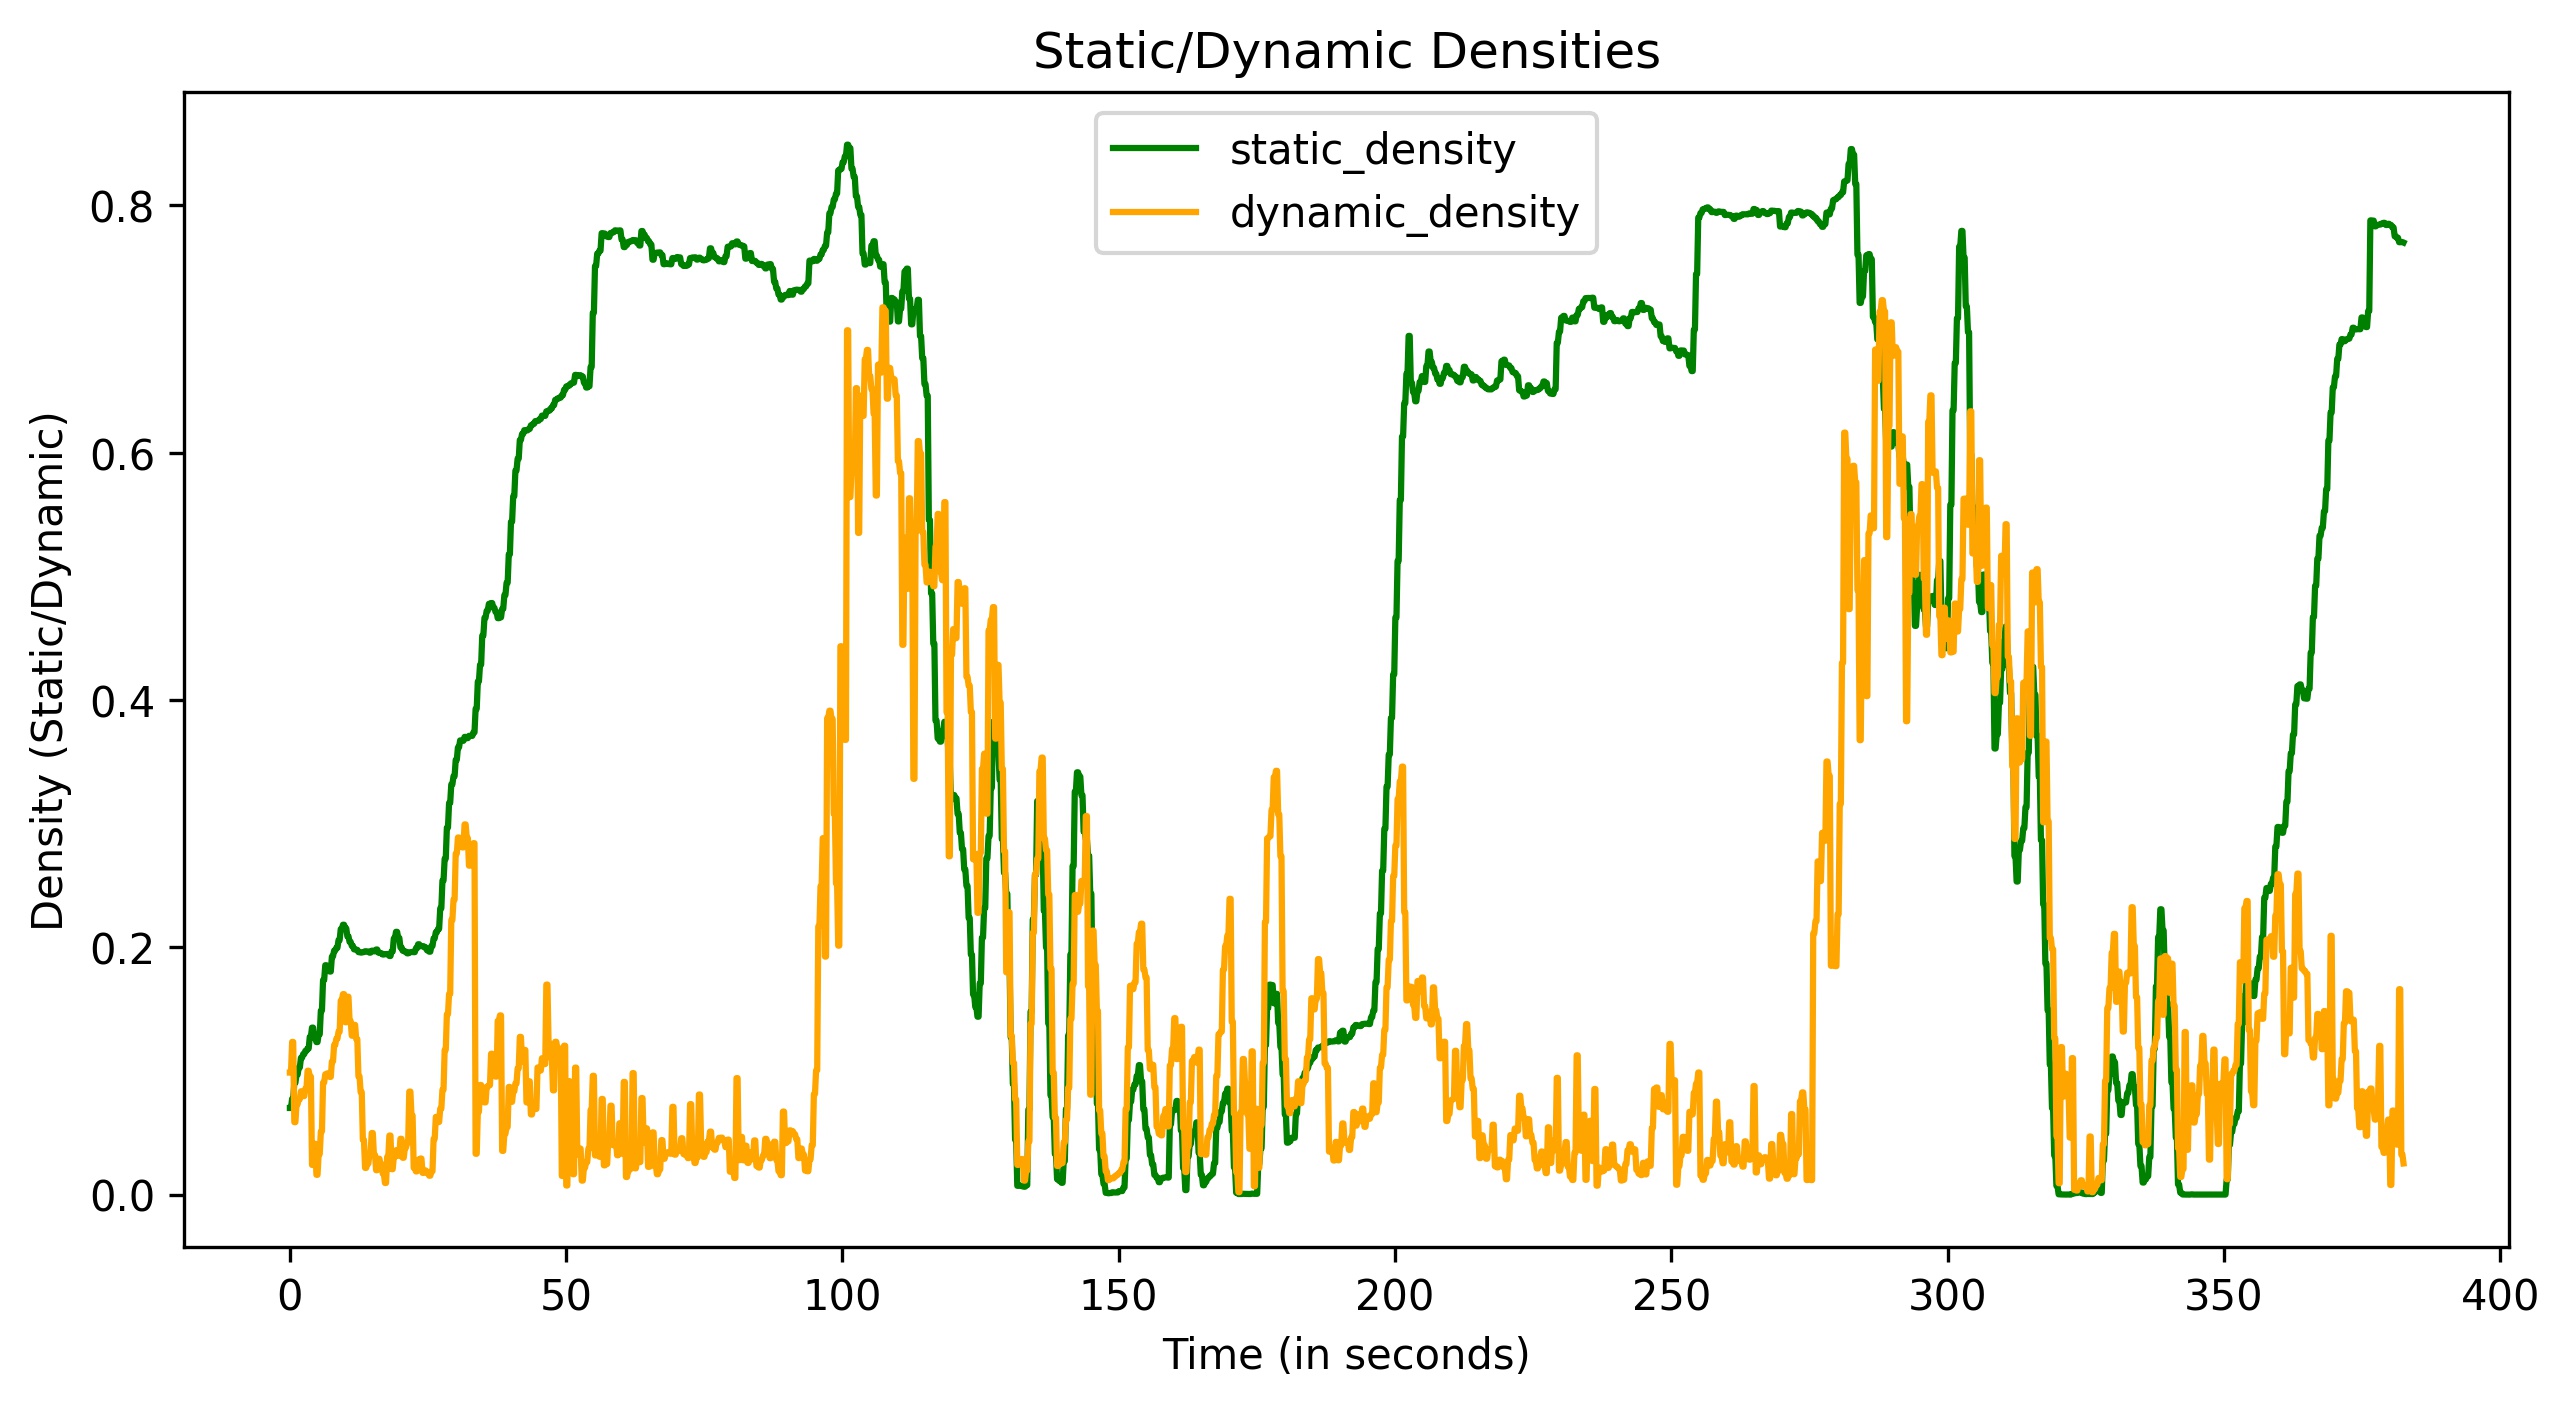 Static/Dynamic Densities
static_density
dynamic_density
Density (Static/Dynamic)
0.8
0.6
0.4
0.2
0.0
0 50 100 150 200 250 300 350 400
Time (in seconds)